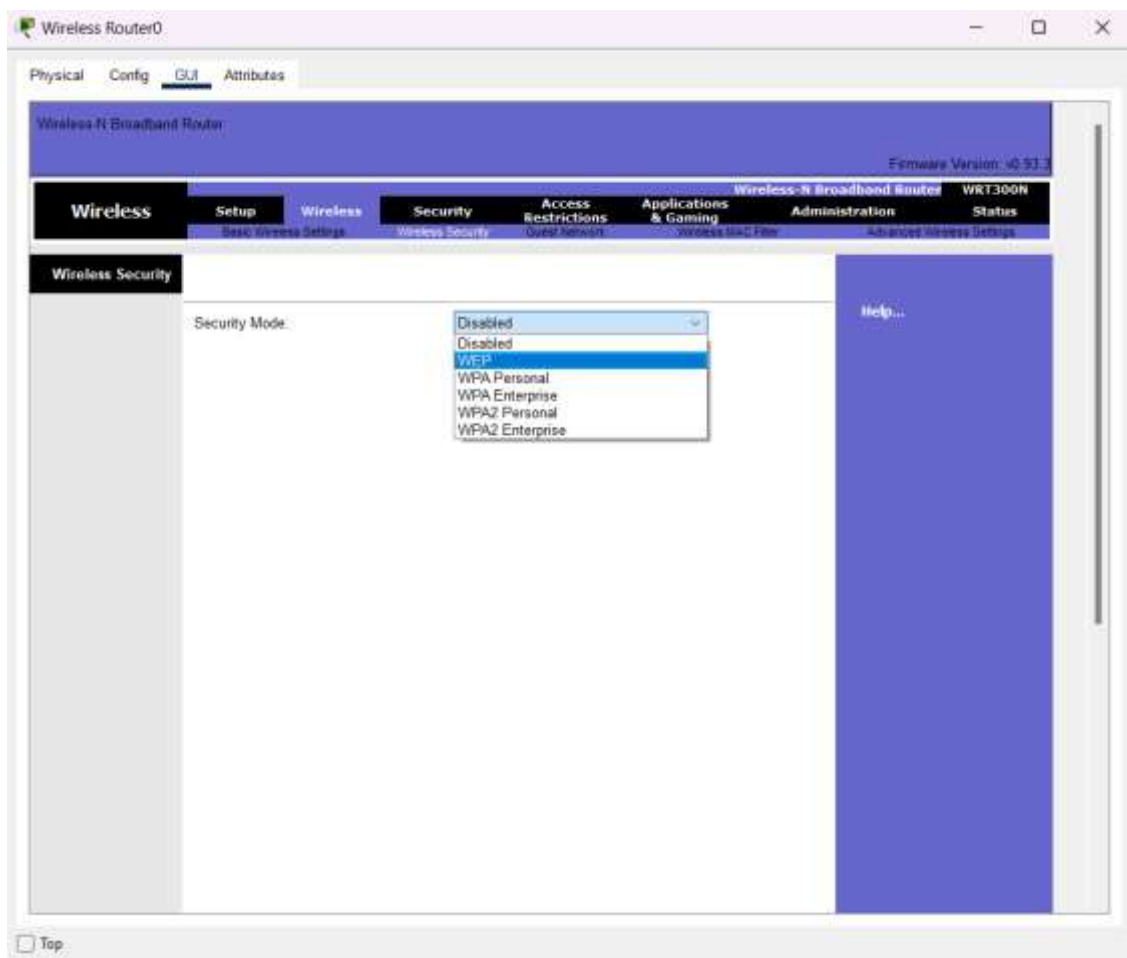 Wireless Router0
Physical Config GUI Attributes
Wireless-N Broadband Router
Firmware Version: v0.93.3
Wireless-N Broadband Router WRT300N
Wireless Setup Wireless Security Access Restrictions Applications & Gaming Administration Status
Basic Wireless Settings Wireless Security Guest Network Wireless MAC Filter Advanced Wireless Settings
Wireless Security
Help...
Security Mode: Disabled
Disabled
WEP
WPA Personal
WPA Enterprise
WPA2 Personal
WPA2 Enterprise
Top